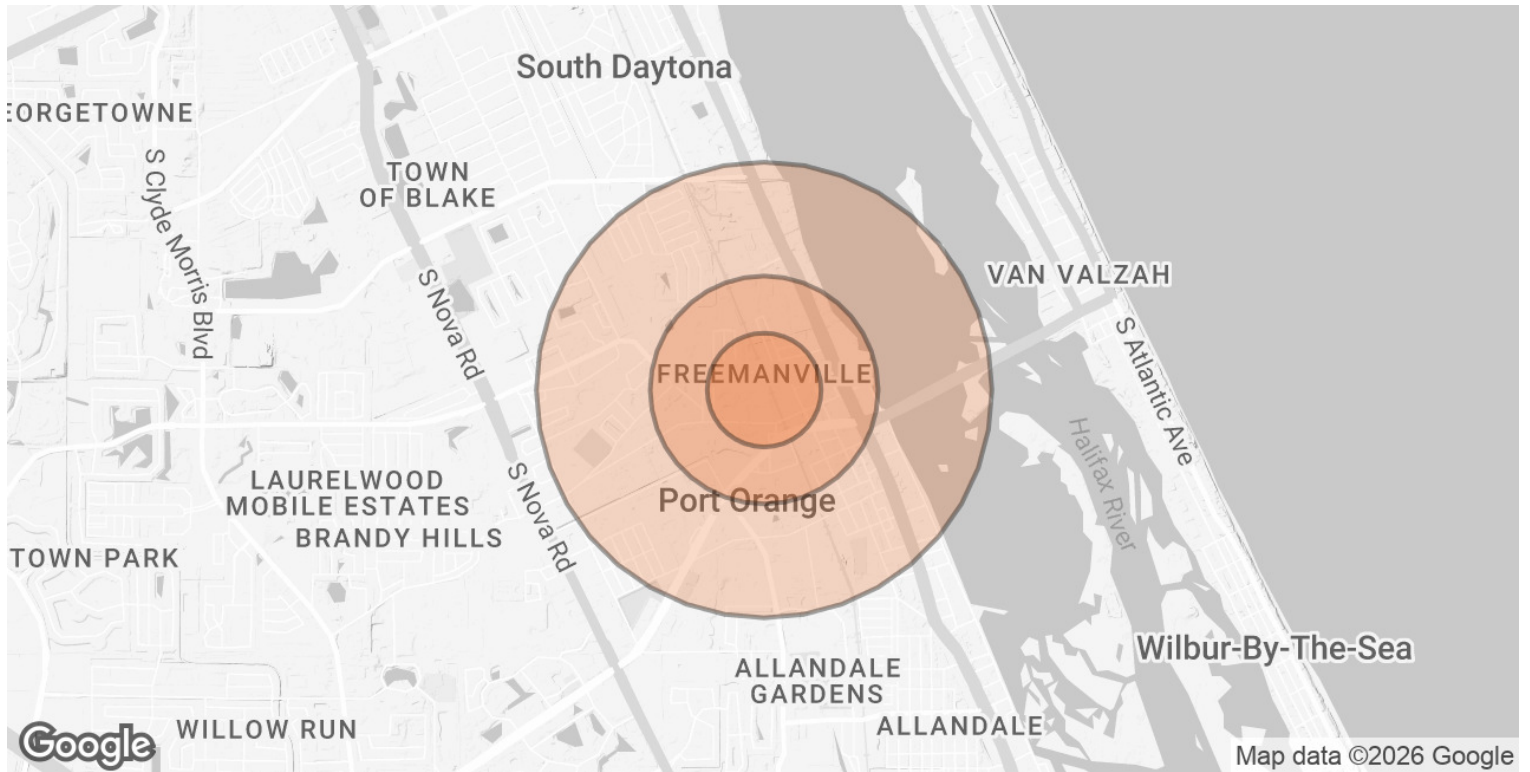 South Daytona
EORGETOWNE
S Clyde Morris Blvd
TOWN
OF BLAKE
S Nova Rd
VAN VALZAH
S Atlantic Ave
FREEMANVILLE
Halifax River
LAURELWOOD
MOBILE ESTATES
S Nova Rd
Port Orange
BRANDY HILLS
TOWN PARK
Wilbur-By-The-Sea
ALLANDALE
GARDENS
ALLANDALE
WILLOW RUN
Google
Map data ©2026 Google